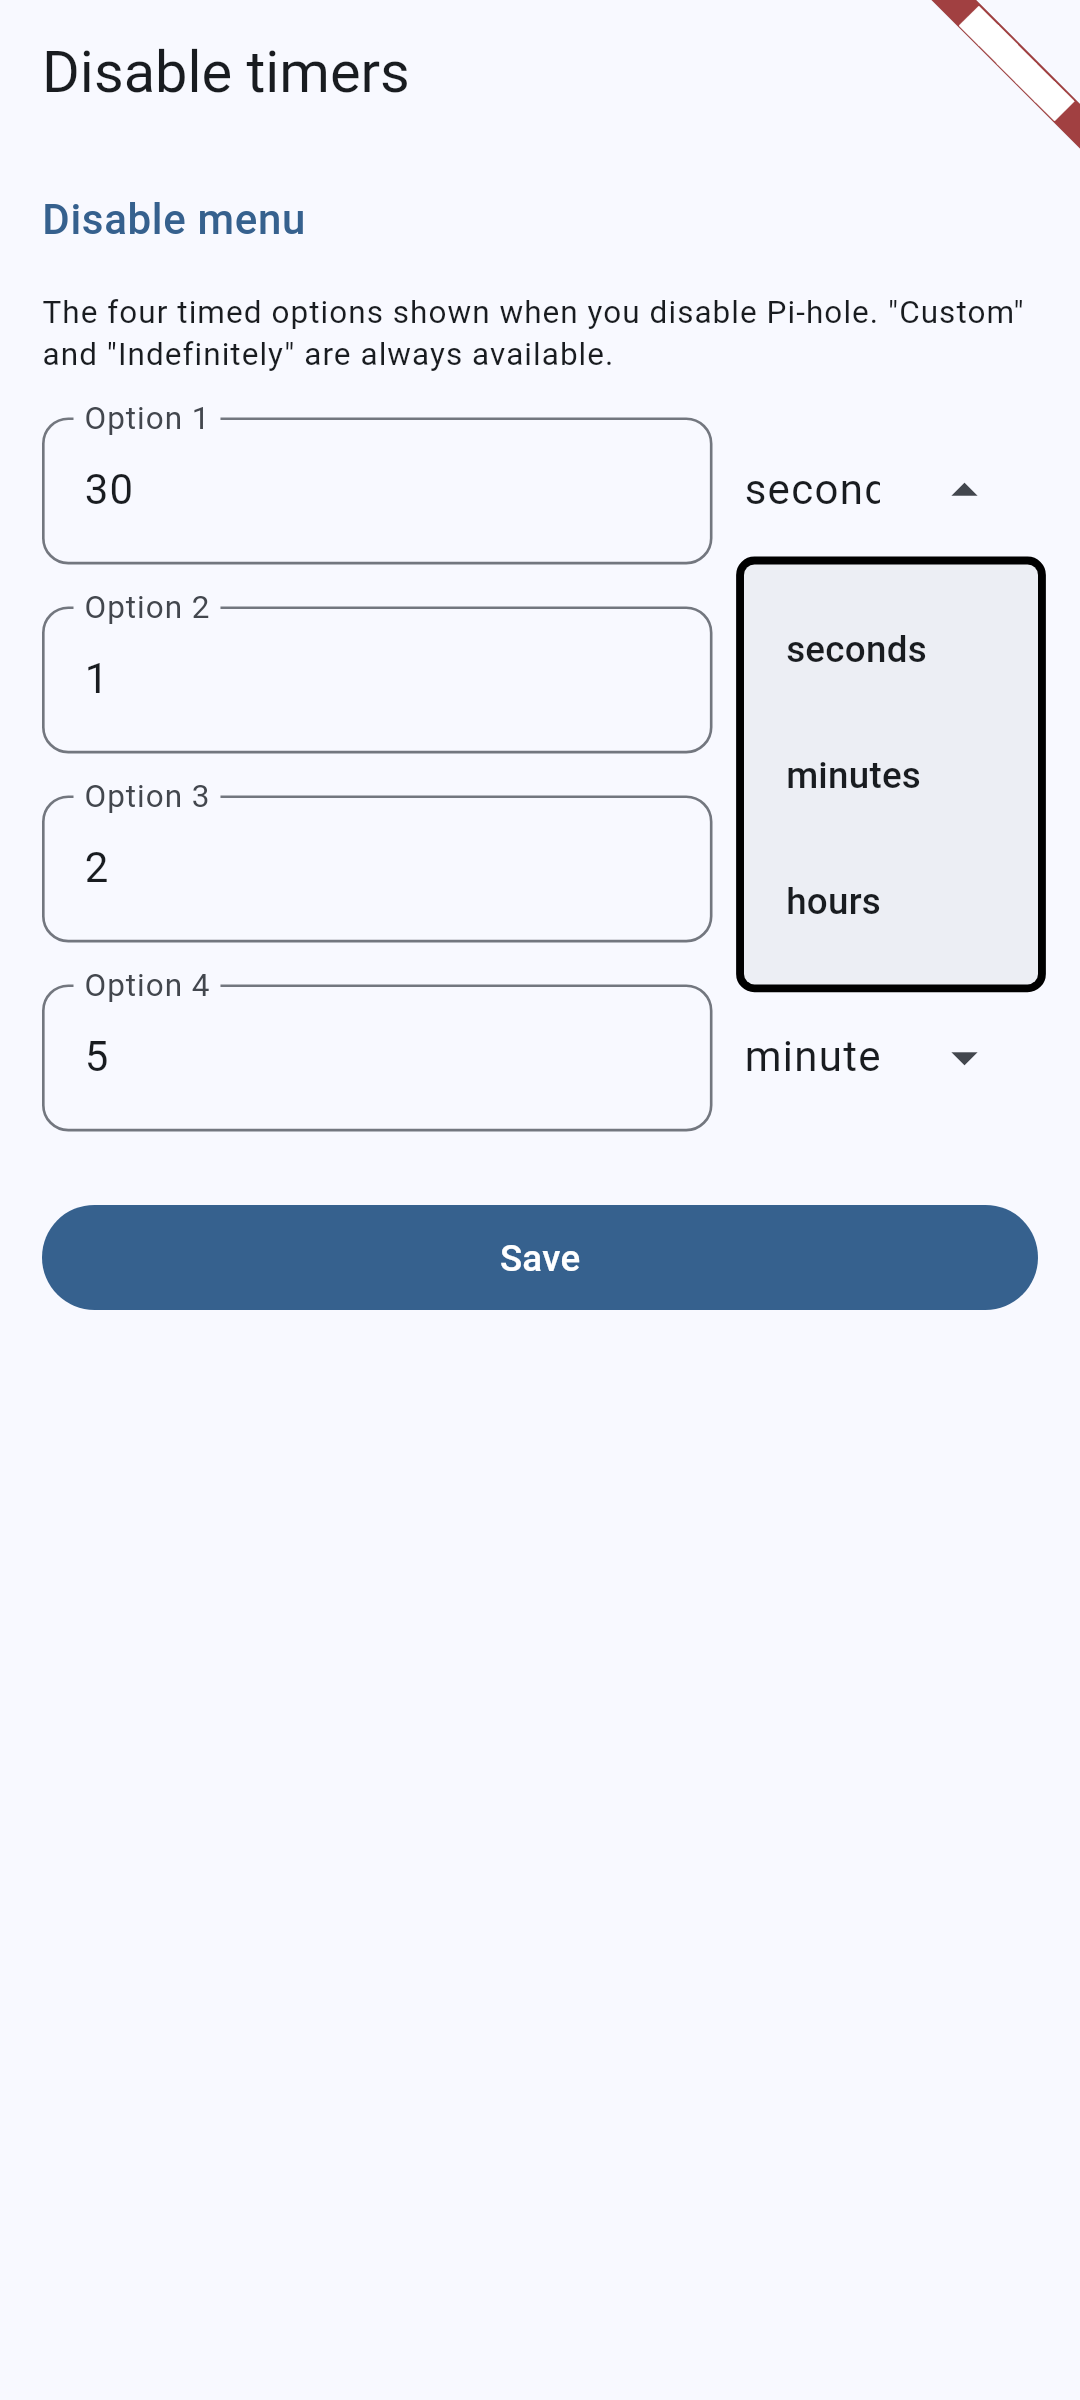 Disable timers
Disable menu
The four timed options shown when you disable Pi-hole. "Custom"
and "Indefinitely" are always available.
Option 1
30
secon
Option 2
1
seconds
minutes
Option 3
2
hours
Option 4
5
minute
Save